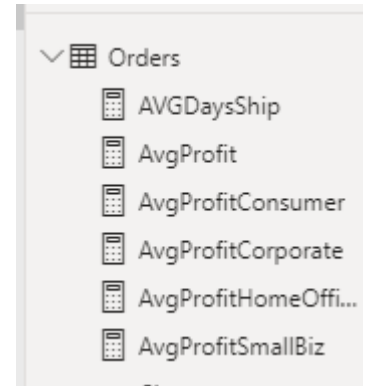 Orders
AVGDaysShip
AvgProfit
AvgProfitConsumer
AvgProfitCorporate
AvgProfitHomeOffi...
AvgProfitSmallBiz